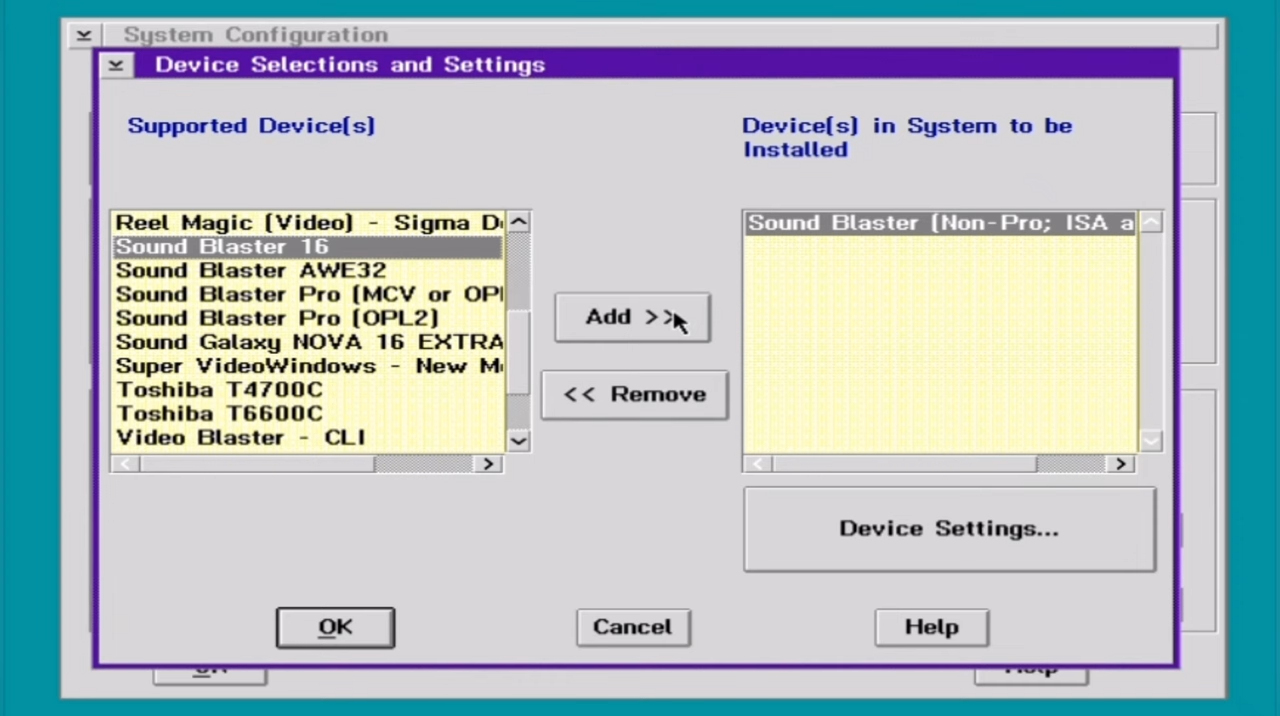 System Configuration
Device Selections and Settings
Supported Device(s)
Device(s) in System to be
Installed
Reel Magic (Video) - Sigma
Sound Blaster 16
Sound Blaster AWE32
Sound Blaster Pro (MCV or
Sound Blaster Pro (OPL2)
Sound Galaxy NOVA 16 EXTRA
Super VideoWindows - New
Toshiba T4700C
Toshiba T6600C
Video Blaster - CLI
Sound Blaster (Non-Pro; ISA
Add >>
<< Remove
Device Settings...
OK
Cancel
Help